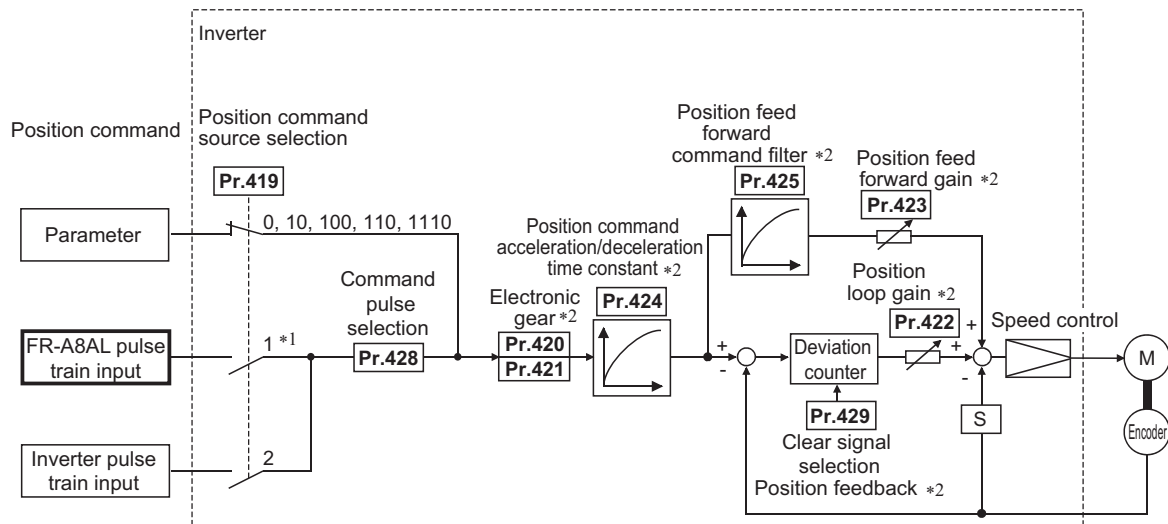 Inverter
Position command
Position command
source selection
Pr.419
Parameter
0, 10, 100, 110, 1110
FR-A8AL pulse
train input
1 *1
Inverter pulse
train input
2
Command
pulse
selection
Pr.428
Electronic
gear *2
Pr.420
Pr.421
Position command
acceleration/deceleration
time constant *2
Pr.424
Position feed
forward
command filter *2
Pr.425
Position feed
forward gain *2
Pr.423
Position
loop gain *2
Pr.422
+
-
Deviation
counter
Pr.429
Clear signal
selection
Position feedback *2
+
+
-
S
Speed control
M
Encoder